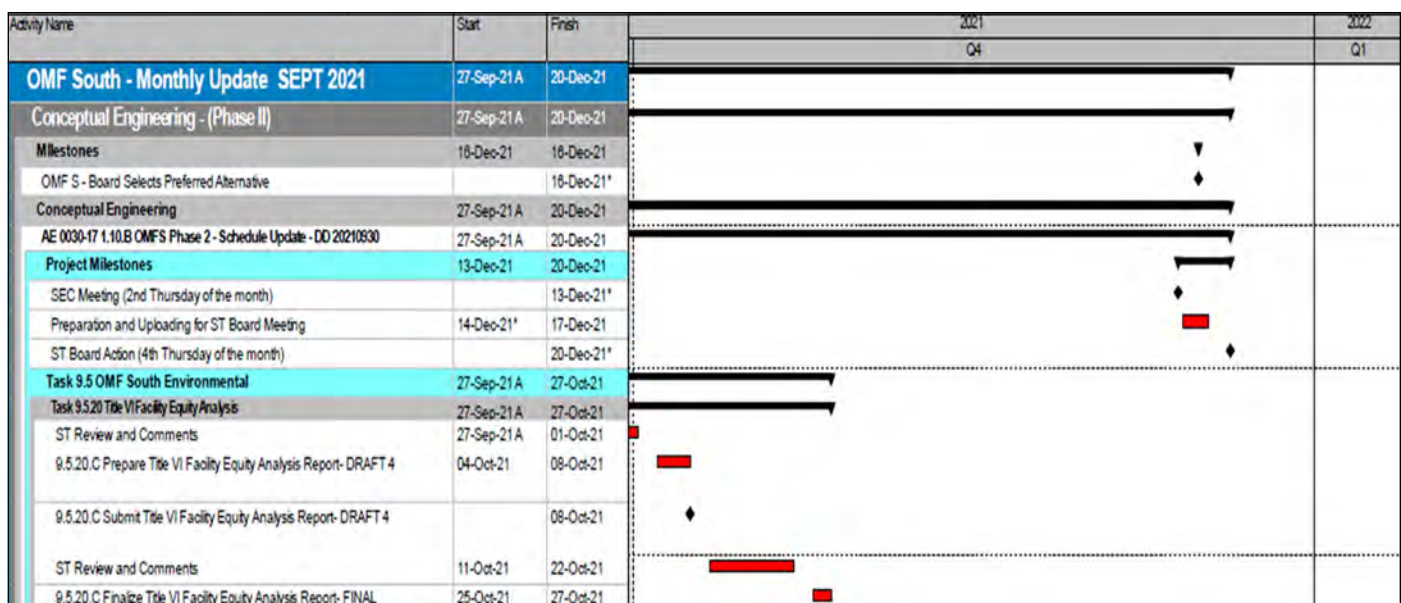 Activity Name Start Finish 2021 2022
Q4 Q1
OMF South - Monthly Update SEPT 2021 27-Sep-21 A 20-Dec-21
Conceptual Engineering - (Phase II) 27-Sep-21 A 20-Dec-21
Milestones 16-Dec-21 16-Dec-21
OMF S - Board Selects Preferred Alternative 16-Dec-21*
Conceptual Engineering 27-Sep-21 A 20-Dec-21
AE 0030-17 1.10.B OMFS Phase 2 - Schedule Update - DD 20210930 27-Sep-21 A 20-Dec-21
Project Milestones 13-Dec-21 20-Dec-21
SEC Meeting (2nd Thursday of the month) 13-Dec-21*
Preparation and Uploading for ST Board Meeting 14-Dec-21* 17-Dec-21
ST Board Action (4th Thursday of the month) 20-Dec-21*
Task 9.5 OMF South Environmental 27-Sep-21 A 27-Oct-21
Task 9.5.20 Title VI Facility Equity Analysis 27-Sep-21 A 27-Oct-21
ST Review and Comments 27-Sep-21 A 01-Oct-21
9.5.20.C Prepare Title VI Facility Equity Analysis Report- DRAFT 4 04-Oct-21 08-Oct-21
9.5.20.C Submit Title VI Facility Equity Analysis Report- DRAFT 4 08-Oct-21
ST Review and Comments 11-Oct-21 22-Oct-21
9.5.20.C Finalize Title VI Facility Equity Analysis Report- FINAL 25-Oct-21 27-Oct-21